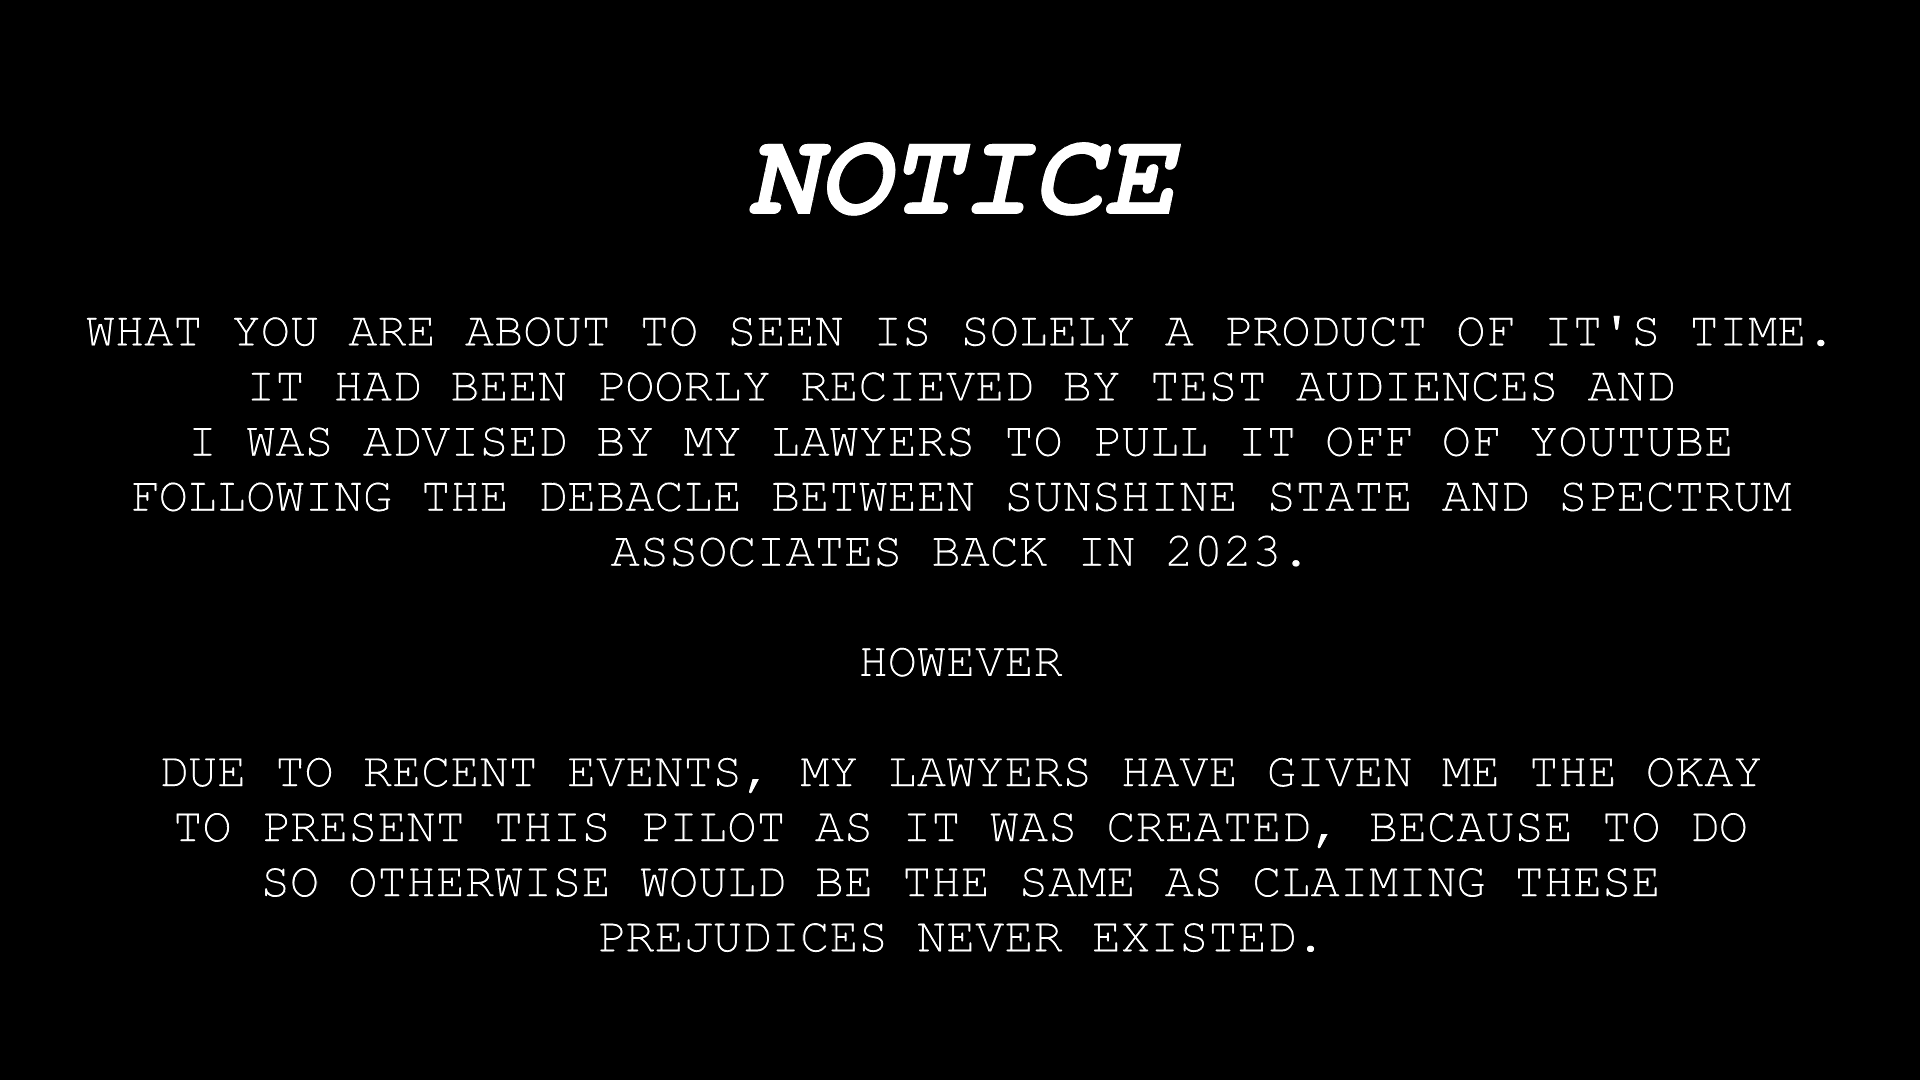 NOTICE
WHAT YOU ARE ABOUT TO SEEN IS SOLELY A PRODUCT OF IT'S TIME.
IT HAD BEEN POORLY RECIEVED BY TEST AUDIENCES AND
I WAS ADVISED BY MY LAWYERS TO PULL IT OFF OF YOUTUBE
FOLLOWING THE DEBACLE BETWEEN SUNSHINE STATE AND SPECTRUM
ASSOCIATES BACK IN 2023.
HOWEVER
DUE TO RECENT EVENTS, MY LAWYERS HAVE GIVEN ME THE OKAY
TO PRESENT THIS PILOT AS IT WAS CREATED, BECAUSE TO DO
SO OTHERWISE WOULD BE THE SAME AS CLAIMING THESE
PREJUDICES NEVER EXISTED.